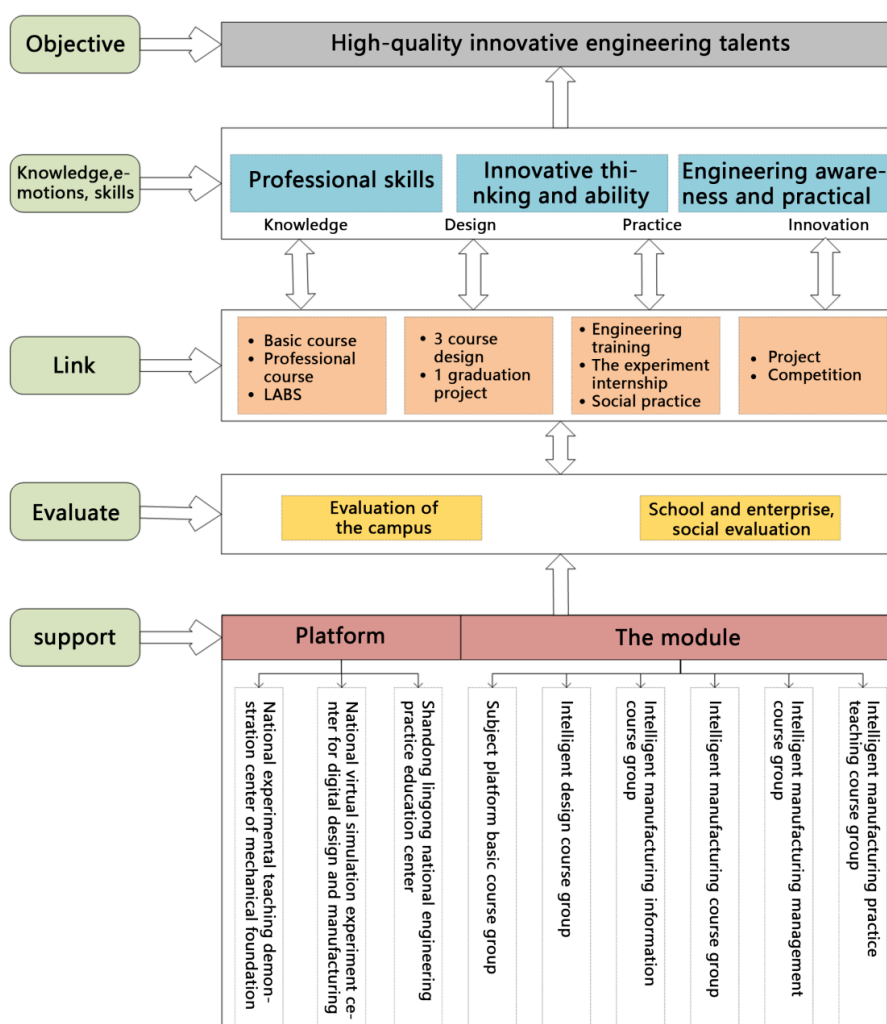 Objective
High-quality innovative engineering talents
Knowledge,e-
motions, skills
Professional skills
Innovative thi-
nking and ability
Engineering aware-
ness and practical
Knowledge
Design
Practice
Innovation
Link
• Basic course
• Professional
course
• LABS
• 3 course
design
• 1 graduation
project
• Engineering
training
• The experiment
internship
• Social practice
• Project
• Competition
Evaluate
Evaluation of
the campus
School and enterprise,
social evaluation
support
Platform
The module
National experimental teaching demon-
stration center of mechanical foundation
National virtual simulation experiment ce-
nter for digital design and manufacturing
Shandong lingong national engineering
practice education center
Subject platform basic course group
Intelligent design course group
Intelligent manufacturing information
course group
Intelligent manufacturing course group
Intelligent manufacturing management
course group
Intelligent manufacturing practice
teaching course group